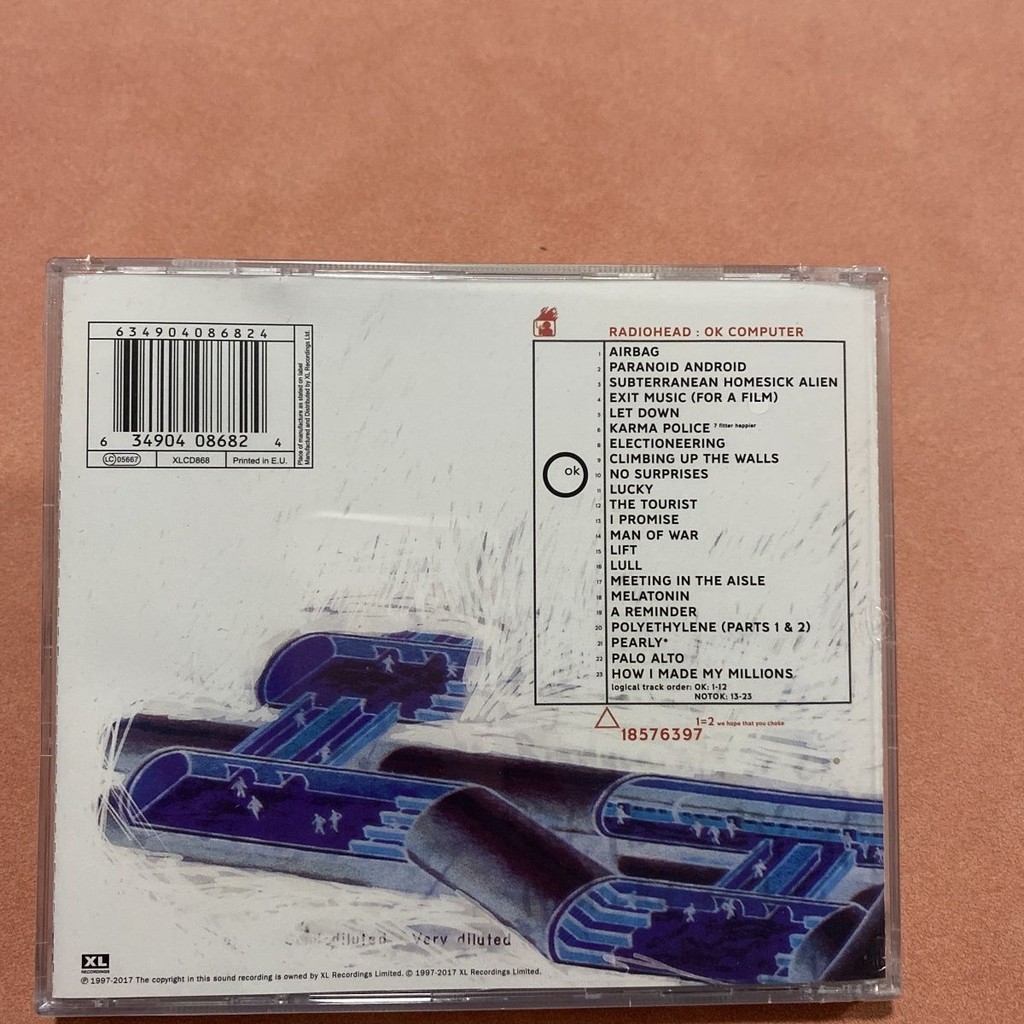 634904086824
6 34904 08682 4
LC 05667 XLCD868 Printed in E.U.
Place of manufacture as stated on label
Manufactured and Distributed by XL Recordings Ltd.
RADIOHEAD : OK COMPUTER
ok
1 AIRBAG
2 PARANOID ANDROID
3 SUBTERRANEAN HOMESICK ALIEN
4 EXIT MUSIC (FOR A FILM)
5 LET DOWN
6 KARMA POLICE 7 fitter happier
8 ELECTIONEERING
9 CLIMBING UP THE WALLS
10 NO SURPRISES
11 LUCKY
12 THE TOURIST
13 I PROMISE
14 MAN OF WAR
15 LIFT
16 LULL
17 MEETING IN THE AISLE
18 MELATONIN
19 A REMINDER
20 POLYETHYLENE (PARTS 1 & 2)
21 PEARLY*
22 PALO ALTO
23 HOW I MADE MY MILLIONS
logical track order: OK: 1-12
NOTOK: 13-23
1=2 we hope that you choke
18576397
diluted Very diluted
XL
RECORDINGS
℗ 1997-2017 The copyright in this sound recording is owned by XL Recordings Limited. © 1997-2017 XL Recordings Limited.